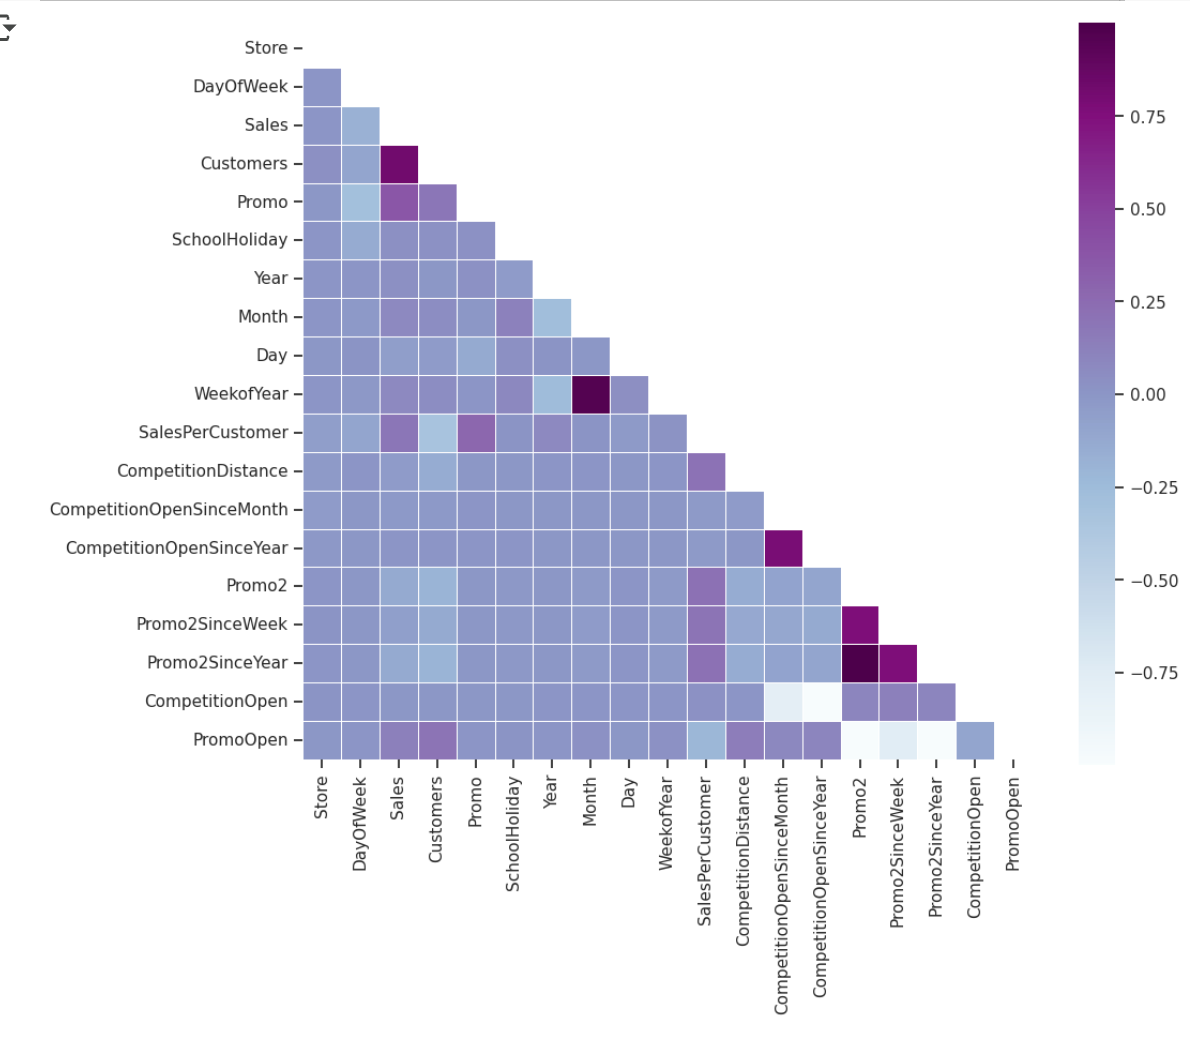 Store
DayOfWeek
Sales
Customers
Promo
SchoolHoliday
Year
Month
Day
WeekofYear
SalesPerCustomer
CompetitionDistance
CompetitionOpenSinceMonth
CompetitionOpenSinceYear
Promo2
Promo2SinceWeek
Promo2SinceYear
CompetitionOpen
PromoOpen
Store
DayOfWeek
Sales
Customers
Promo
SchoolHoliday
Year
Month
Day
WeekofYear
SalesPerCustomer
CompetitionDistance
CompetitionOpenSinceMonth
CompetitionOpenSinceYear
Promo2
Promo2SinceWeek
Promo2SinceYear
CompetitionOpen
PromoOpen
0.75
0.50
0.25
0.00
−0.25
−0.50
−0.75